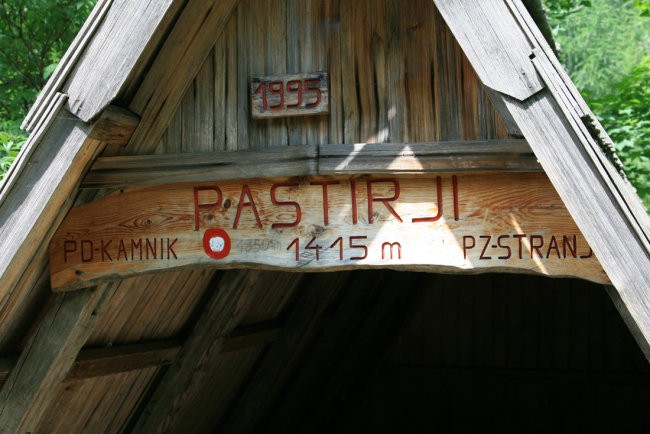 1995
PASTIRJI
PD-KAMNIK 1415 m PZ-STRANJ